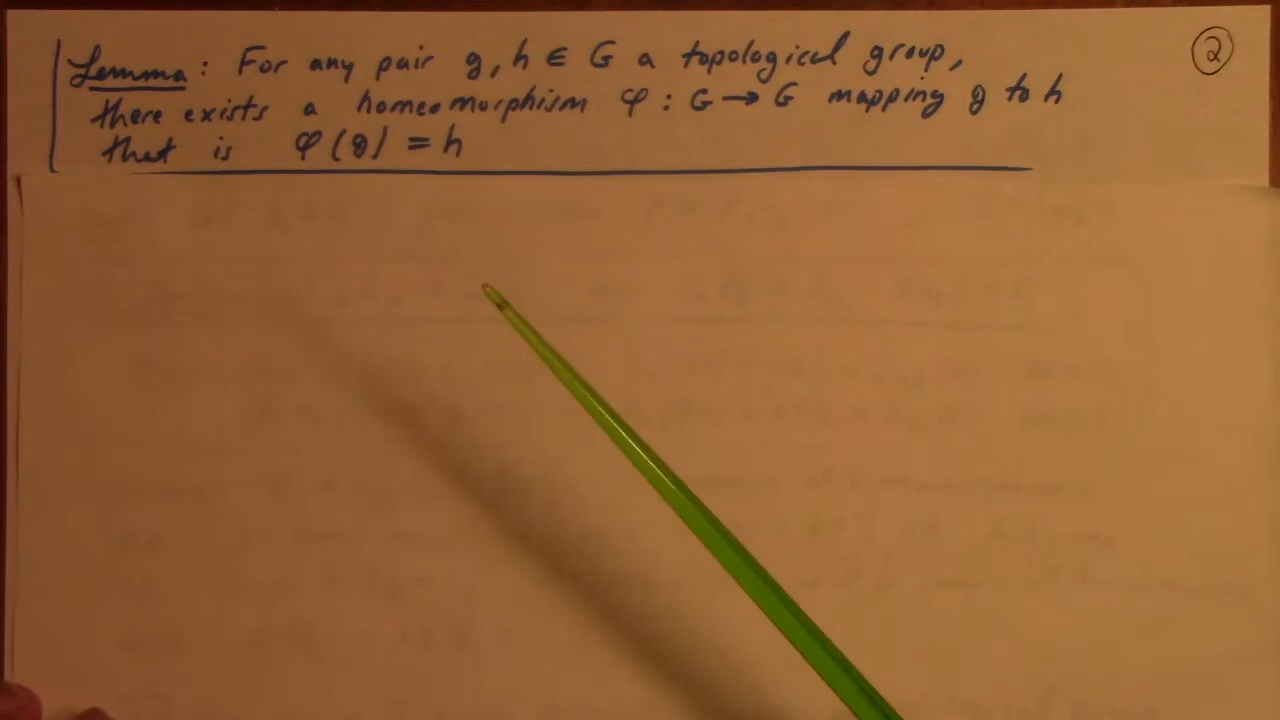 Lemma: For any pair g, h ∈ G a topological group,
there exists a homeomorphism φ : G → G mapping g to h
that is φ(g) = h
2